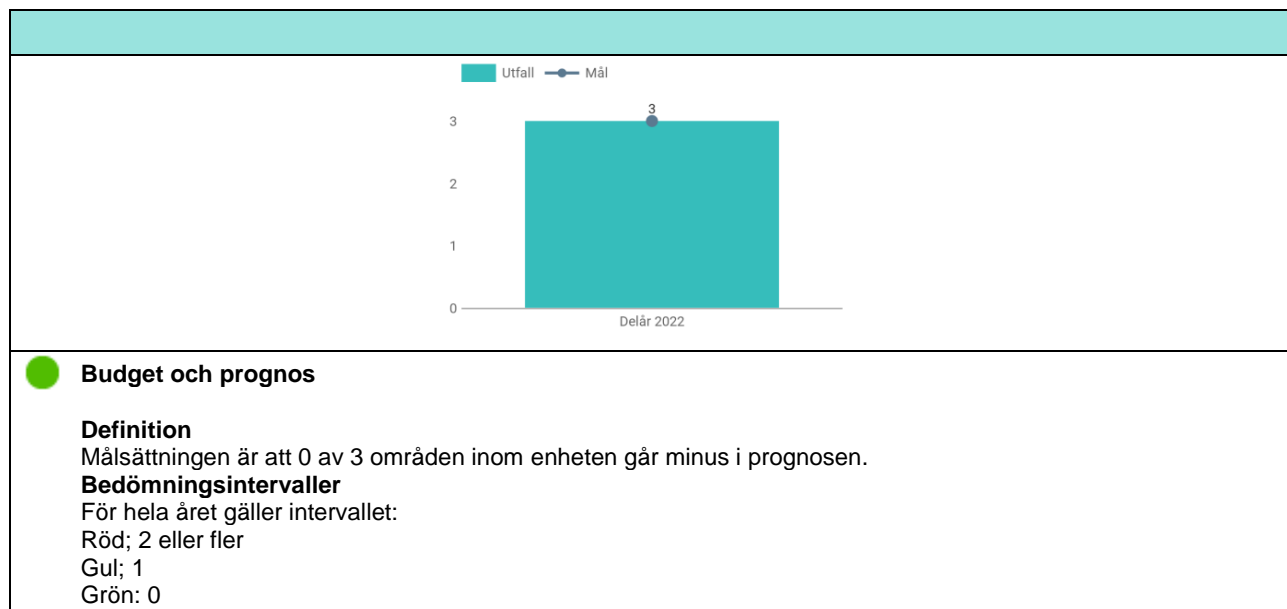 Utfall Mål
3
3
2
1
0
Delår 2022
Budget och prognos
Definition
Målsättningen är att 0 av 3 områden inom enheten går minus i prognosen.
Bedömningsintervaller
För hela året gäller intervallet:
Röd; 2 eller fler
Gul; 1
Grön: 0